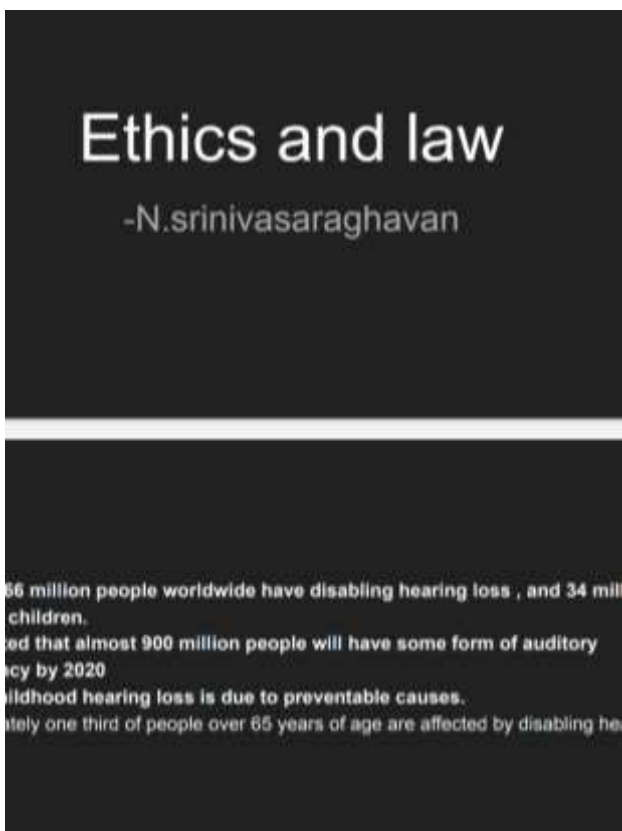 Ethics and law
-N.srinivasaraghavan
66 million people worldwide have disabling hearing loss , and 34 mil
children.
ed that almost 900 million people will have some form of auditory
cy by 2020
ildhood hearing loss is due to preventable causes.
ately one third of people over 65 years of age are affected by disabling hea